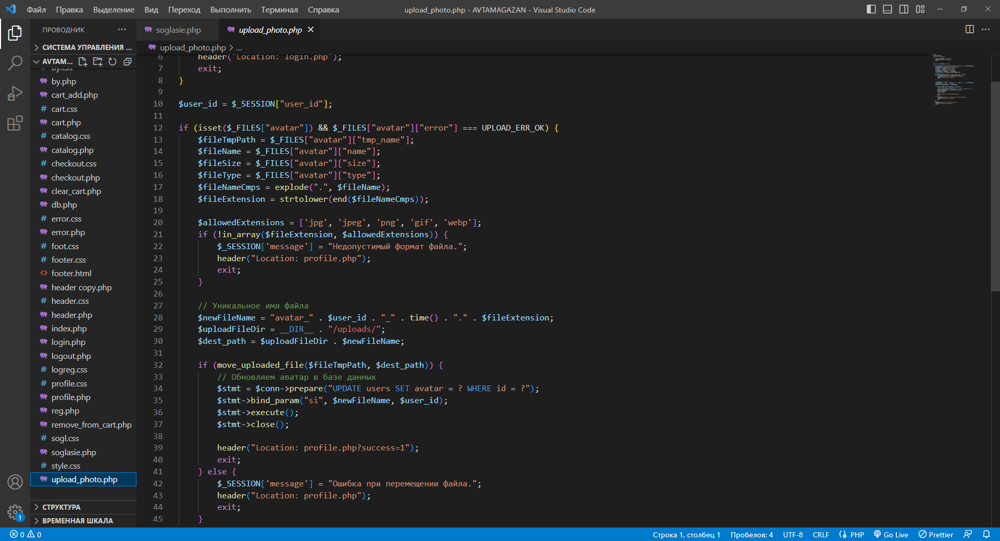 Файл Правка Выделение Вид Переход Выполнить Терминал Справка
upload_photo.php - AVTAMAGAZAN - Visual Studio Code
ПРОВОДНИК
soglasie.php
upload_photo.php
СИСТЕМА УПРАВЛЕНИЯ ...
upload_photo.php > ...
AVTAM...
by.css
by.php
cart_add.php
cart.css
cart.php
catalog.css
catalog.php
checkout.css
checkout.php
clear_cart.php
db.php
error.css
error.php
foot.css
footer.css
footer.html
header copy.php
header.css
header.php
index.php
login.php
logout.php
logreg.css
profile.css
profile.php
reg.php
remove_from_cart.php
sogl.css
soglasie.php
style.css
upload_photo.php
СТРУКТУРА
ВРЕМЕННАЯ ШКАЛА
1
6 header("Location: login.php");
7 exit;
8 }
9
10 $user_id = $_SESSION["user_id"];
11
12 if (isset($_FILES["avatar"]) && $_FILES["avatar"]["error"] === UPLOAD_ERR_OK) {
13 $fileTmpPath = $_FILES["avatar"]["tmp_name"];
14 $fileName = $_FILES["avatar"]["name"];
15 $fileSize = $_FILES["avatar"]["size"];
16 $fileType = $_FILES["avatar"]["type"];
17 $fileNameCmps = explode(".", $fileName);
18 $fileExtension = strtolower(end($fileNameCmps));
19
20 $allowedExtensions = ['jpg', 'jpeg', 'png', 'gif', 'webp'];
21 if (!in_array($fileExtension, $allowedExtensions)) {
22 $_SESSION['message'] = "Недопустимый формат файла.";
23 header("Location: profile.php");
24 exit;
25 }
26
27 // Уникальное имя файла
28 $newFileName = "avatar_" . $user_id . "_" . time() . "." . $fileExtension;
29 $uploadFileDir = __DIR__ . "/uploads/";
30 $dest_path = $uploadFileDir . $newFileName;
31
32 if (move_uploaded_file($fileTmpPath, $dest_path)) {
33 // Обновляем аватар в базе данных
34 $stmt = $conn->prepare("UPDATE users SET avatar = ? WHERE id = ?");
35 $stmt->bind_param("si", $newFileName, $user_id);
36 $stmt->execute();
37 $stmt->close();
38
39 header("Location: profile.php?success=1");
40 exit;
41 } else {
42 $_SESSION['message'] = "Ошибка при перемещении файла.";
43 header("Location: profile.php");
44 exit;
45 }
0 0
Строка 1, столбец 1 Пробелов: 4 UTF-8 CRLF PHP Go Live Prettier